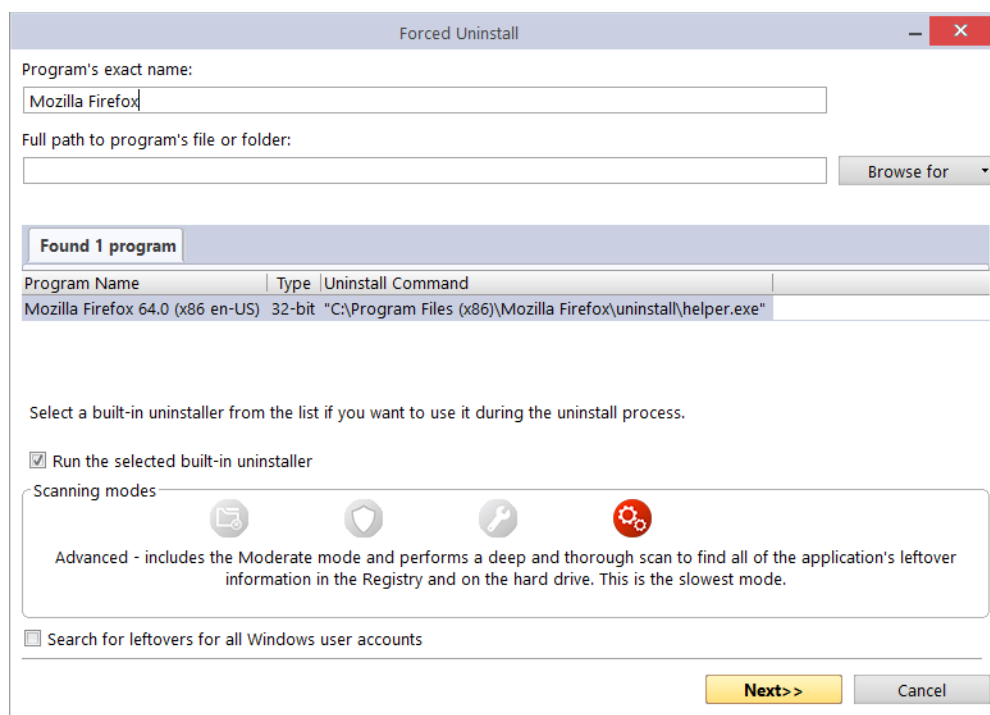 Forced Uninstall
Program's exact name:
Mozilla Firefox
Full path to program's file or folder:
Browse for
Found 1 program
Program Name Type Uninstall Command
Mozilla Firefox 64.0 (x86 en-US) 32-bit "C:\Program Files (x86)\Mozilla Firefox\uninstall\helper.exe"
Select a built-in uninstaller from the list if you want to use it during the uninstall process.
Run the selected built-in uninstaller
Scanning modes
Advanced - includes the Moderate mode and performs a deep and thorough scan to find all of the application's leftover
information in the Registry and on the hard drive. This is the slowest mode.
Search for leftovers for all Windows user accounts
Next>> Cancel